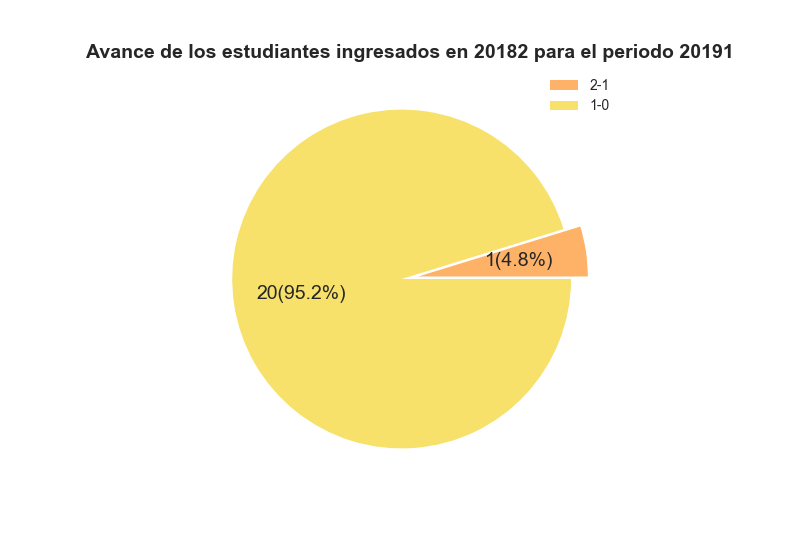 Avance de los estudiantes ingresados en 20182 para el periodo 20191
2-1
1-0
1(4.8%)
20(95.2%)